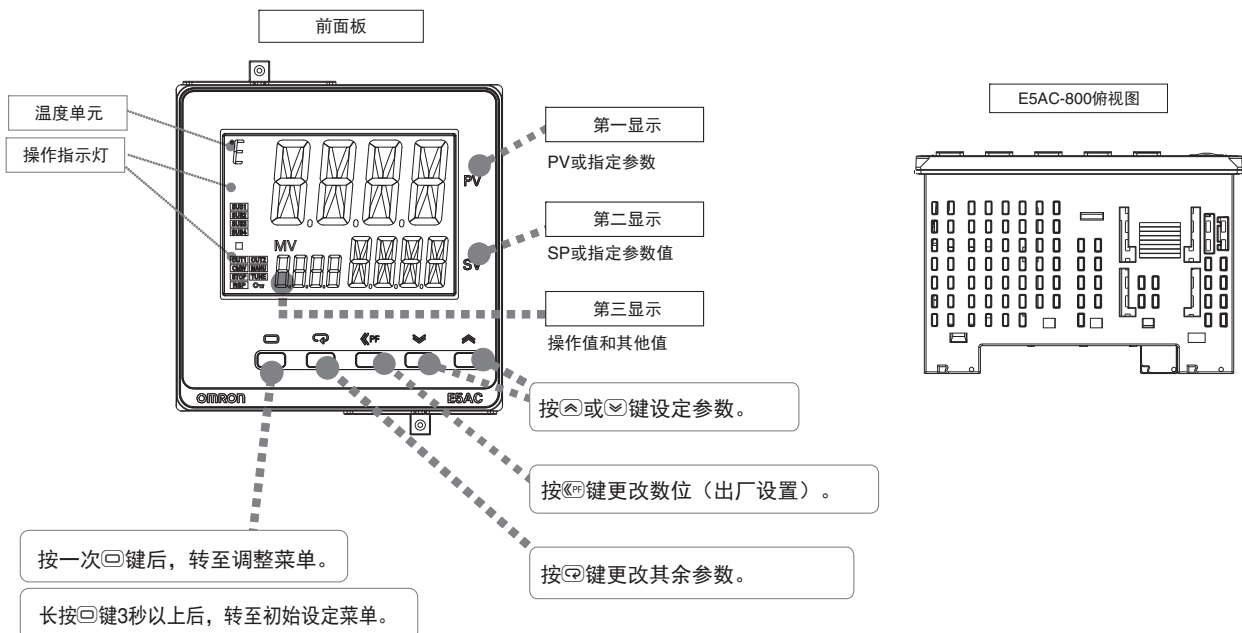 前面板
温度单元
操作指示灯
第一显示
PV或指定参数
PV
第二显示
SP或指定参数值
SV
第三显示
操作值和其他值
SUB1
SUB2
SUB3
SUB4
MV
OUT1 OUT2
CMW MANU
STOP TUNE
RSP
PF
OMRON E5AC
按键或键设定参数。
按PF键更改数位（出厂设置）。
按键更改其余参数。
按一次键后，转至调整菜单。
长按键3秒以上后，转至初始设定菜单。
E5AC-800俯视图